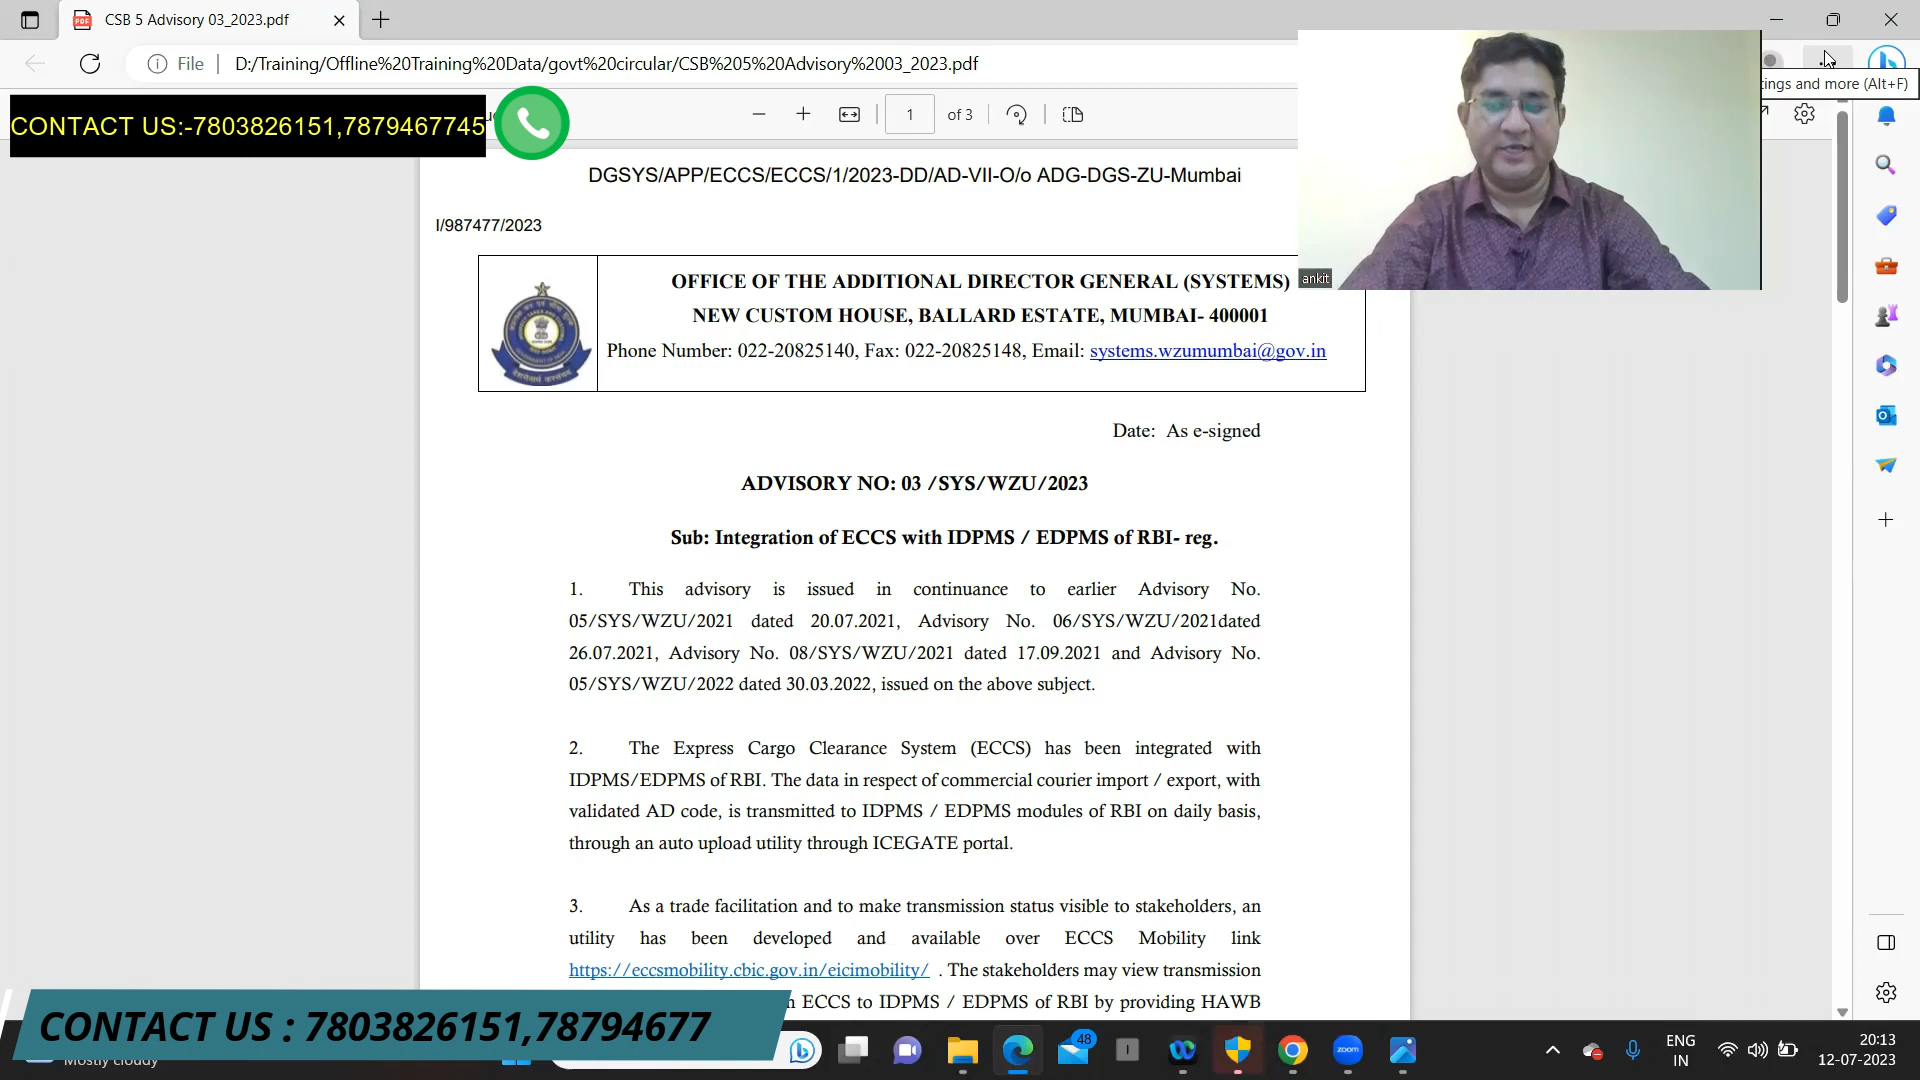 CSB 5 Advisory 03_2023.pdf
File
D:/Training/Offline%20Training%20Data/govt%20circular/CSB%205%20Advisory%2003_2023.pdf
tings and more (Alt+F)
CONTACT US:-7803826151,7879467745
1 of 3
DGSYS/APP/ECCS/ECCS/1/2023-DD/AD-VII-O/o ADG-DGS-ZU-Mumbai
I/987477/2023
ankit
OFFICE OF THE ADDITIONAL DIRECTOR GENERAL (SYSTEMS)
NEW CUSTOM HOUSE, BALLARD ESTATE, MUMBAI- 400001
Phone Number: 022-20825140, Fax: 022-20825148, Email: systems.wzumumbai@gov.in
Date: As e-signed
ADVISORY NO: 03 /SYS/WZU/2023
Sub: Integration of ECCS with IDPMS / EDPMS of RBI- reg.
1. This advisory is issued in continuance to earlier Advisory No.
05/SYS/WZU/2021 dated 20.07.2021, Advisory No. 06/SYS/WZU/2021dated
26.07.2021, Advisory No. 08/SYS/WZU/2021 dated 17.09.2021 and Advisory No.
05/SYS/WZU/2022 dated 30.03.2022, issued on the above subject.
2. The Express Cargo Clearance System (ECCS) has been integrated with
IDPMS/EDPMS of RBI. The data in respect of commercial courier import / export, with
validated AD code, is transmitted to IDPMS / EDPMS modules of RBI on daily basis,
through an auto upload utility through ICEGATE portal.
3. As a trade facilitation and to make transmission status visible to stakeholders, an
utility has been developed and available over ECCS Mobility link
https://eccsmobility.cbic.gov.in/eicimobility/ . The stakeholders may view transmission
n ECCS to IDPMS / EDPMS of RBI by providing HAWB
CONTACT US : 7803826151,78794677
Mostly cloudy
48
zoom
ENG
IN
20:13
12-07-2023